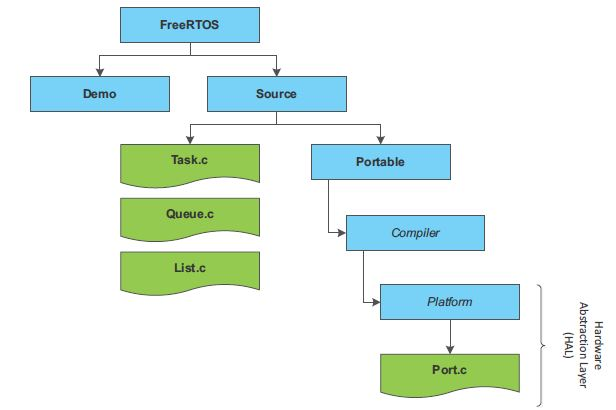 FreeRTOS
Demo
Source
Task.c
Portable
Queue.c
Compiler
List.c
Platform
Port.c
Hardware
Abstraction Layer
(HAL)